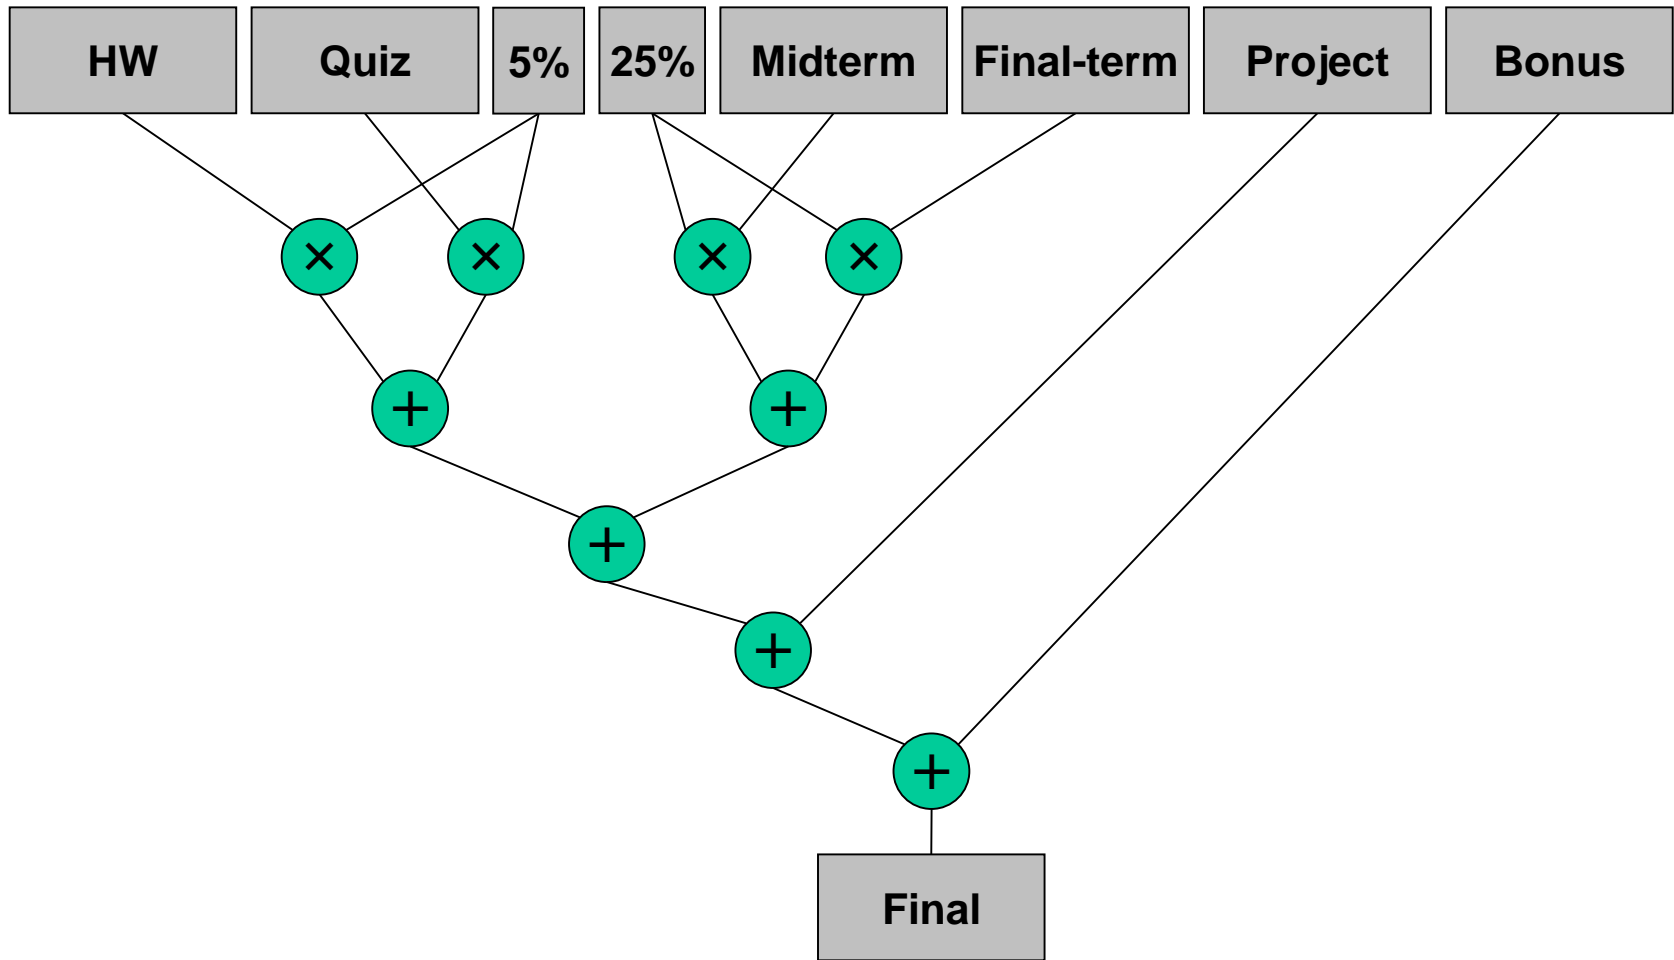 HW Quiz 5% 25% Midterm Final-term Project Bonus
× × × ×
+ +
+
+
+
Final